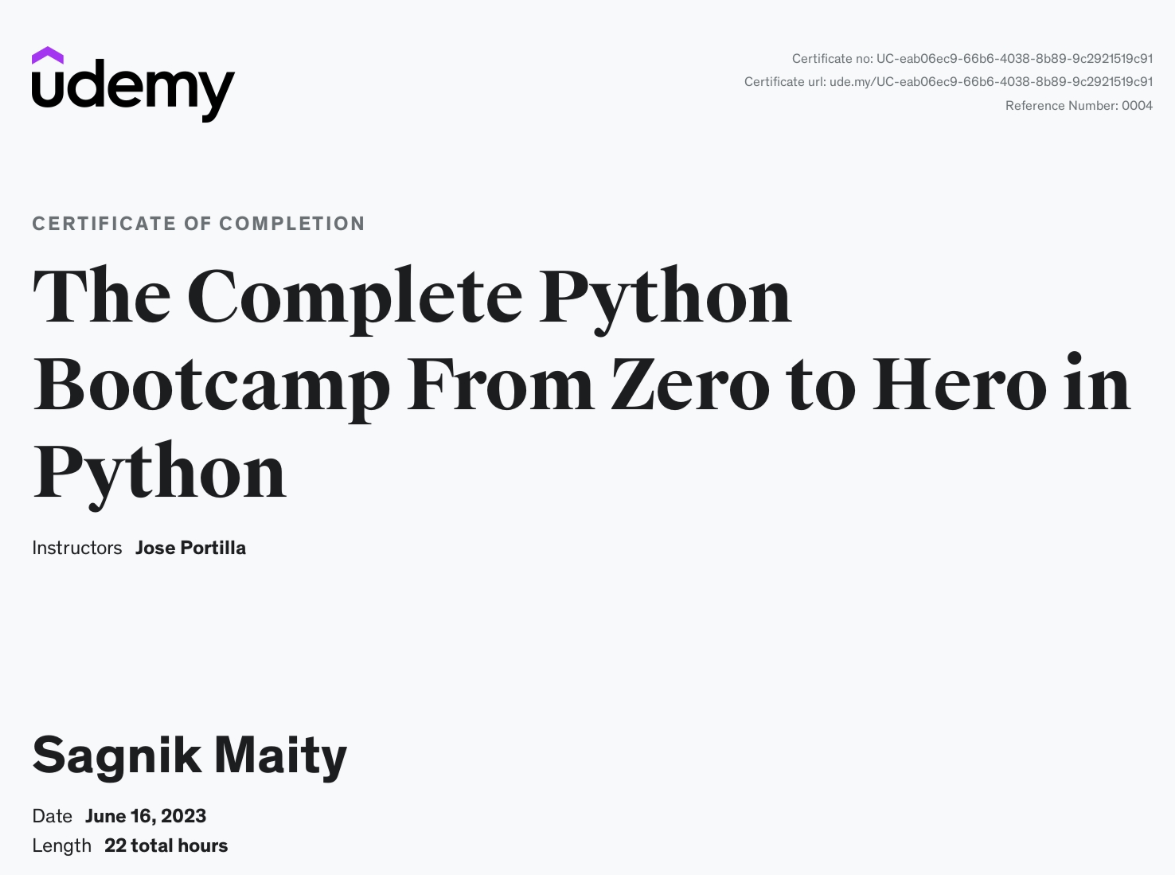 udemy
Certificate no: UC-eab06ec9-66b6-4038-8b89-9c2921519c91
Certificate url: ude.my/UC-eab06ec9-66b6-4038-8b89-9c2921519c91
Reference Number: 0004
CERTIFICATE OF COMPLETION
The Complete Python
Bootcamp From Zero to Hero in
Python
Instructors Jose Portilla
Sagnik Maity
Date June 16, 2023
Length 22 total hours